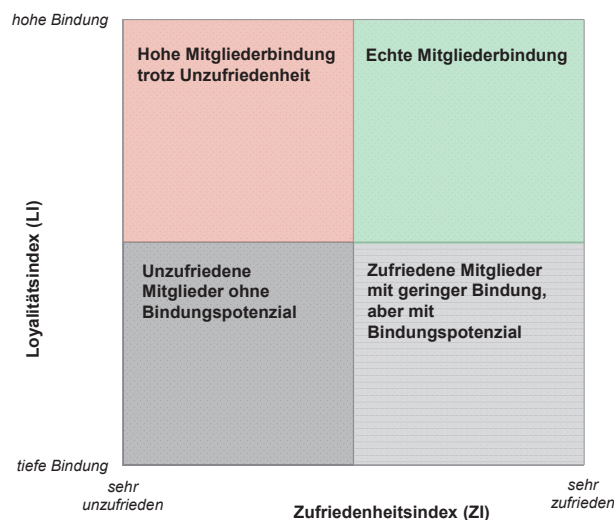 hohe Bindung
Hohe Mitgliederbindung
trotz Unzufriedenheit
Echte Mitgliederbindung
Loyalitätsindex (LI)
Unzufriedene
Mitglieder ohne
Bindungspotenzial
Zufriedene Mitglieder
mit geringer Bindung,
aber mit
Bindungspotenzial
tiefe Bindung
sehr
unzufrieden
Zufriedenheitsindex (ZI)
sehr
zufrieden